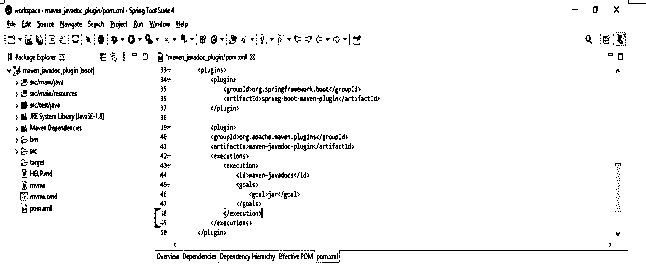 workspace - maven_javadoc_plugin/pom.xml - Spring Tool Suite 4
File Edit Source Navigate Search Project Run Window Help
Package Explorer
*maven_javadoc_plugin/pom.xml
maven_javadoc_plugin [boot]
src/main/java
src/main/resources
src/test/java
JRE System Library [JavaSE-1.8]
Maven Dependencies
bin
src
target
HELP.md
mvnw
mvnw.cmd
pom.xml
33 <plugins>
34 <plugin>
35 <groupId>org.springframework.boot</groupId>
36 <artifactId>spring-boot-maven-plugin</artifactId>
37 </plugin>
38
39 <plugin>
40 <groupId>org.apache.maven.plugins</groupId>
41 <artifactId>maven-javadoc-plugin</artifactId>
42 <executions>
43 <execution>
44 <id>maven-javadocs</id>
45 <goals>
46 <goal>jar</goal>
47 </goals>
48 </execution>
49 </executions>
50 </plugin>
Overview Dependencies Dependency Hierarchy Effective POM pom.xml